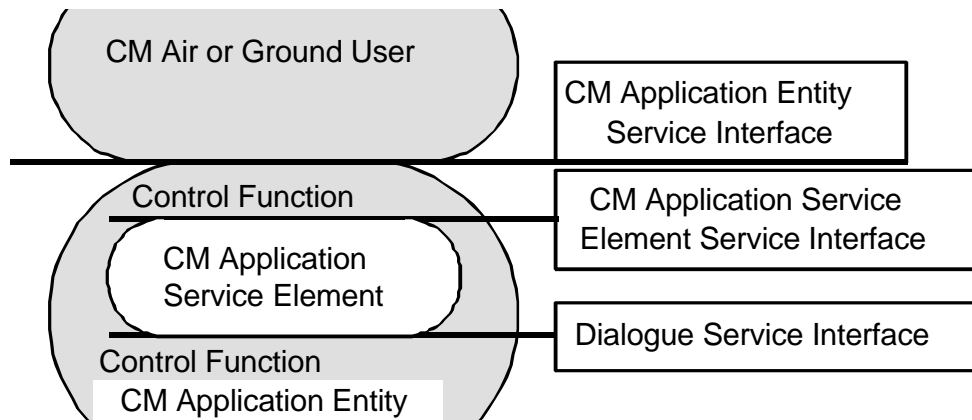 CM Air or Ground User
CM Application Entity
Service Interface
Control Function
CM Application Service
Element Service Interface
CM Application
Service Element
Dialogue Service Interface
Control Function
CM Application Entity